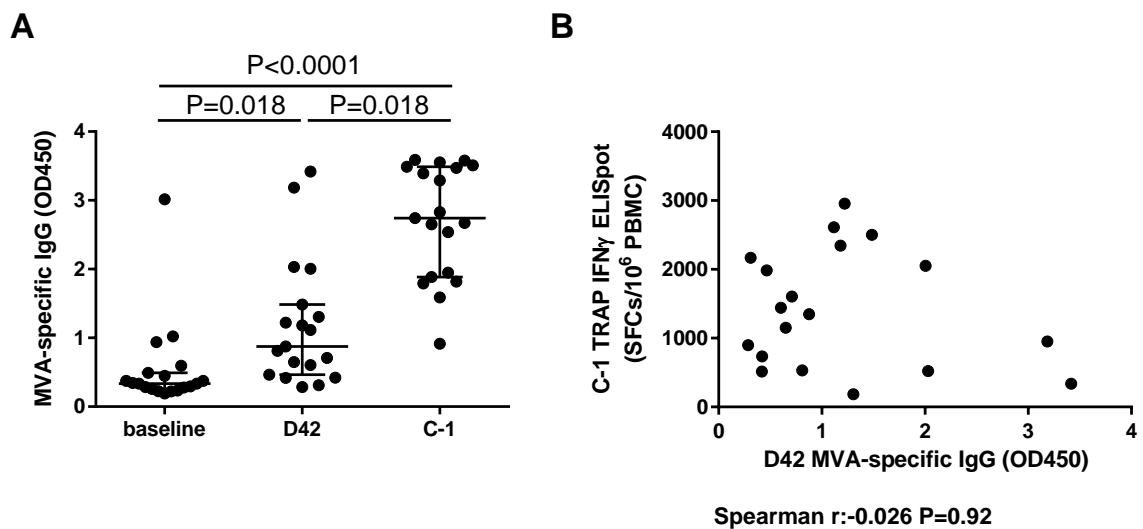 A
P<0.0001
P=0.018 P=0.018
MVA-specific IgG (OD450)
4
3
2
1
0
baseline D42 C-1
B
C-1 TRAP IFNγ ELISpot
(SFCs/10⁶ PBMC)
4000
3000
2000
1000
0
0 1 2 3 4
D42 MVA-specific IgG (OD450)
Spearman r:-0.026 P=0.92